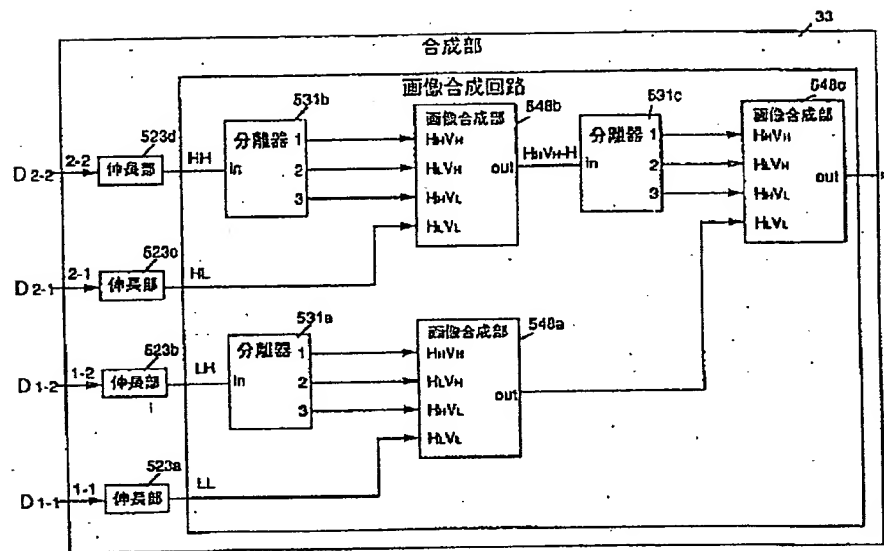 33
合成部
画像合成回路
523d
531b
画像合成部
548b
531c
548c
画像合成部
D2-2
2-2
伸長部
HH
in
分離器
1
2
3
HHVH
HLVH
HHVL
HLVL
out
HHVH-H
in
分離器
1
2
3
HHVH
HLVH
HHVL
HLVL
out
523c
D2-1
2-1
伸長部
HL
523b
531a
画像合成部
548a
D1-2
1-2
伸長部
LH
in
分離器
1
2
3
HHVH
HLVH
HHVL
HLVL
out
523a
D1-1
1-1
伸長部
LL